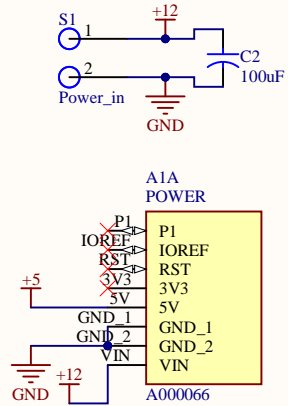 S1
+12
1
C2
2
100uF
Power_in
GND
A1A
POWER
P1 P1
IOREF IOREF
RST RST
3V3 3V3
+5
5V 5V
GND_1 GND_1
GND_2 GND_2
VIN VIN
+12
GND
A000066